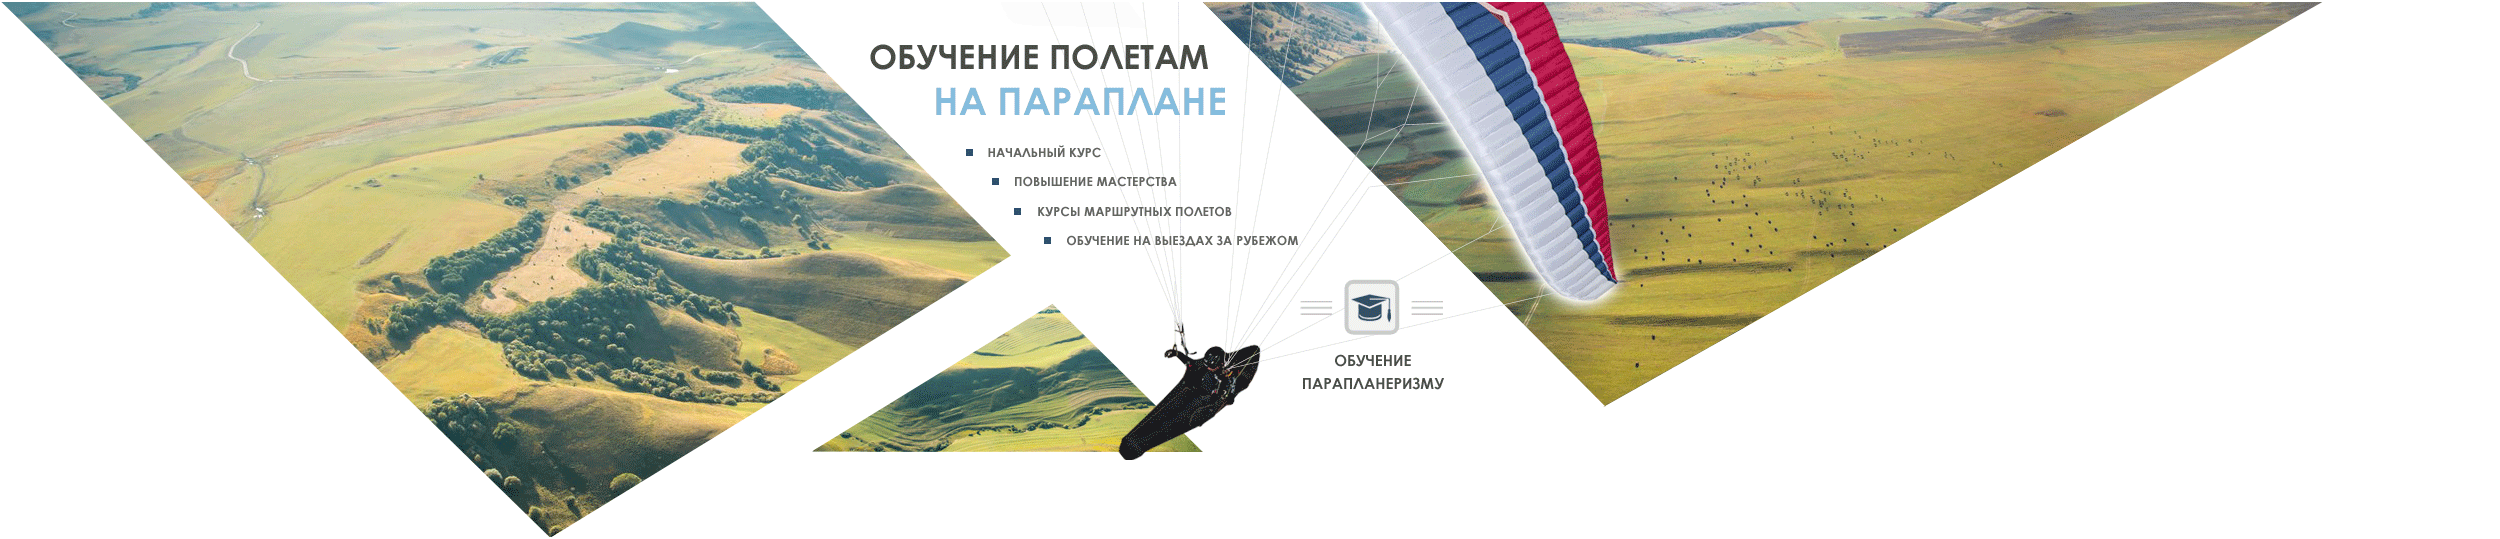 ОБУЧЕНИЕ ПОЛЕТАМ
НА ПАРАПЛАНЕ
НАЧАЛЬНЫЙ КУРС
ПОВЫШЕНИЕ МАСТЕРСТВА
КУРСЫ МАРШРУТНЫХ ПОЛЕТОВ
ОБУЧЕНИЕ НА ВЫЕЗДАХ ЗА РУБЕЖОМ
ОБУЧЕНИЕ
ПАРАПЛАНЕРИЗМУ